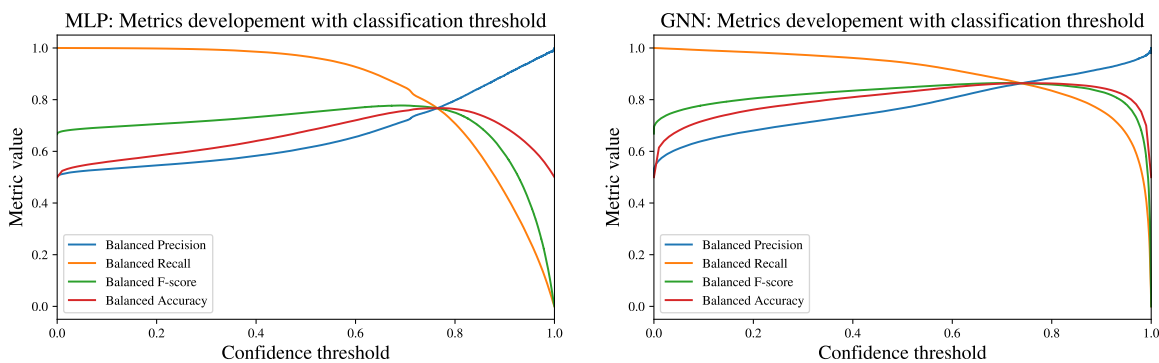 MLP: Metrics developement with classification threshold
1.0
0.8
0.6
0.4
0.2
0.0
Metric value
Balanced Precision
Balanced Recall
Balanced F-score
Balanced Accuracy
0.0 0.2 0.4 0.6 0.8 1.0
Confidence threshold
GNN: Metrics developement with classification threshold
1.0
0.8
0.6
0.4
0.2
0.0
Metric value
Balanced Precision
Balanced Recall
Balanced F-score
Balanced Accuracy
0.0 0.2 0.4 0.6 0.8 1.0
Confidence threshold